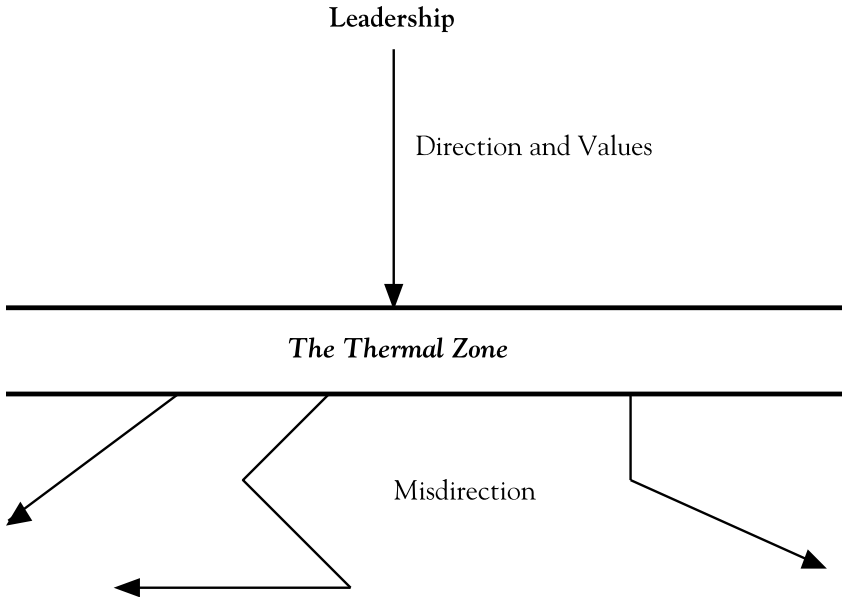 Leadership
Direction and Values
The Thermal Zone
Misdirection